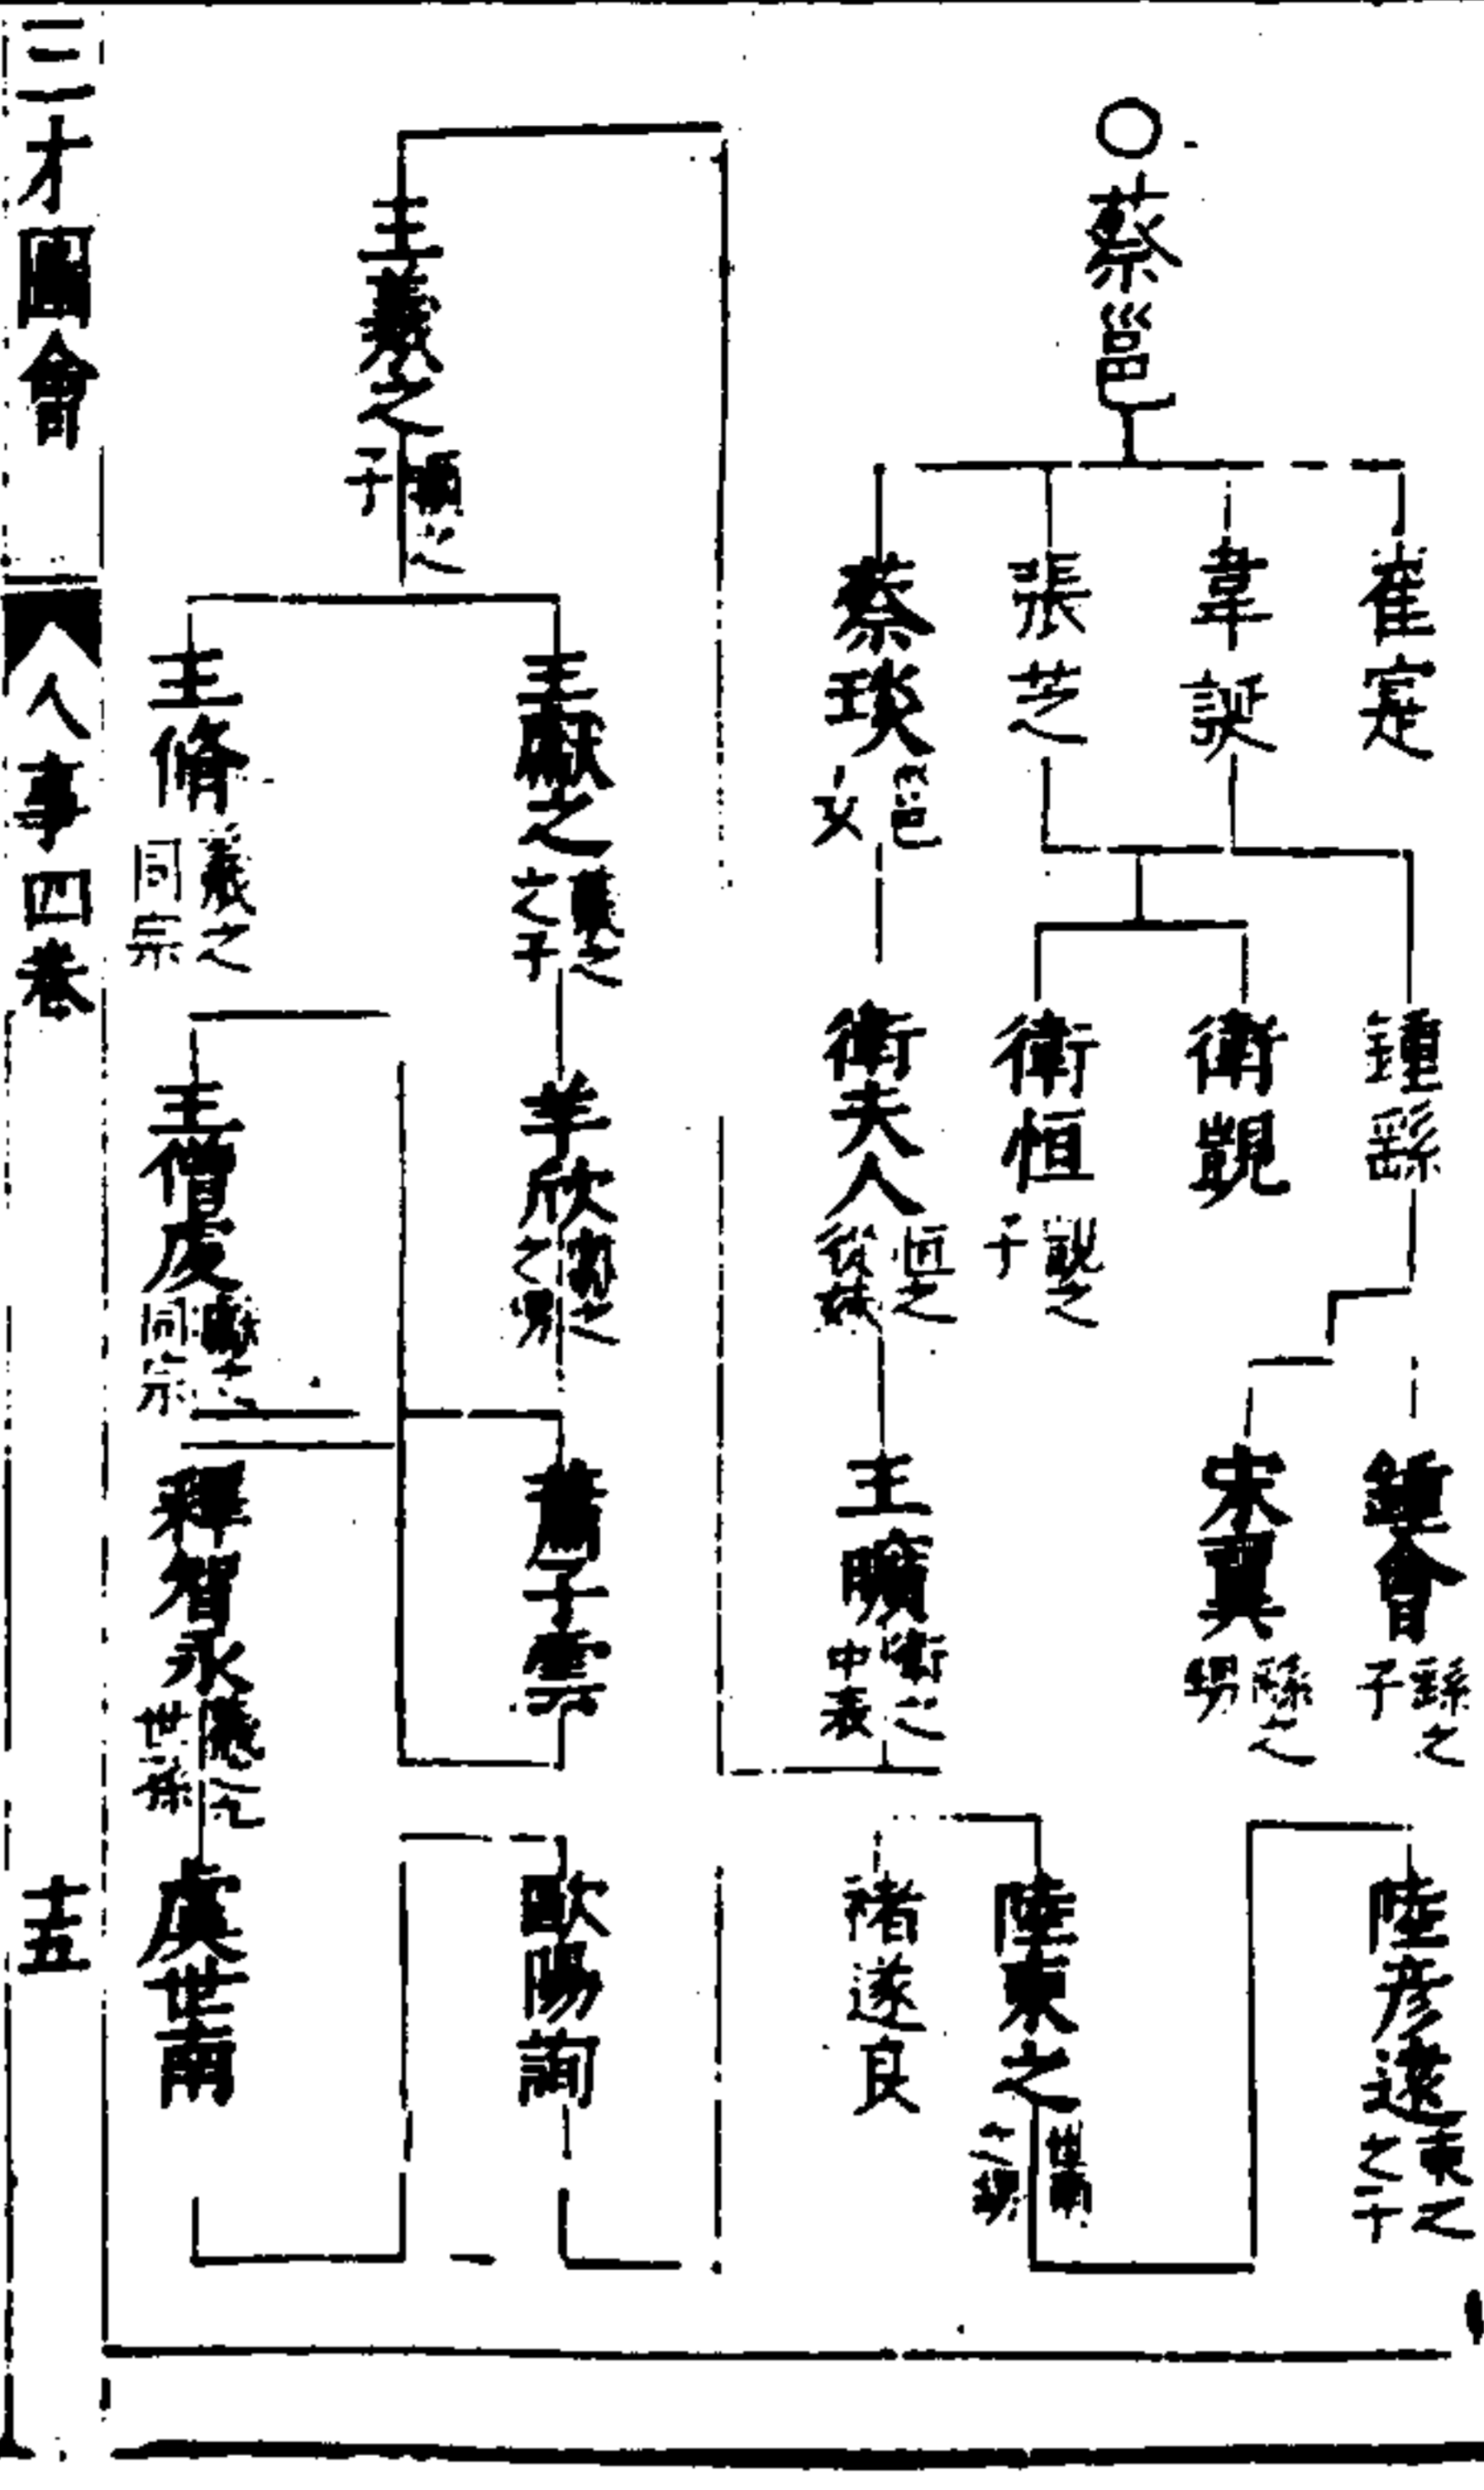 蔡邕
崔寔
韋誕
張芝
蔡琰 邕女
鍾繇
衛覬
衛恒 覬之子
衛夫人 恒之從妹
鍾會 繇之子
宋翼 繇之甥
王曠 衛之中表
陸彥遠 柬之之子
陸柬之 世南之甥
褚遂良
王羲之 曠之子
王獻之 羲之之子
王脩 羲之同宗
羊欣 獻之之甥
王僧虔 獻之同宗
蕭子雲
釋智永 羲之七世孫
歐陽詢
虞世南
三才圖會
人事四卷
十五